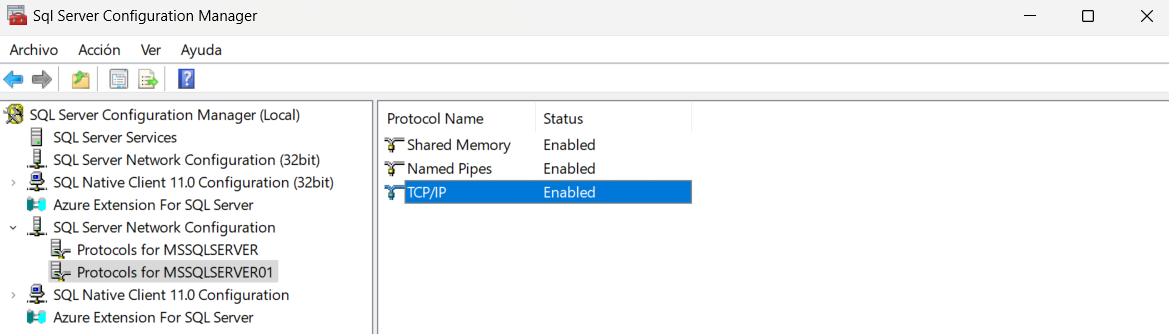 Sql Server Configuration Manager
Archivo Acción Ver Ayuda
SQL Server Configuration Manager (Local)
SQL Server Services
SQL Server Network Configuration (32bit)
SQL Native Client 11.0 Configuration (32bit)
Azure Extension For SQL Server
SQL Server Network Configuration
Protocols for MSSQLSERVER
Protocols for MSSQLSERVER01
SQL Native Client 11.0 Configuration
Azure Extension For SQL Server
Protocol Name Status
Shared Memory Enabled
Named Pipes Enabled
TCP/IP Enabled